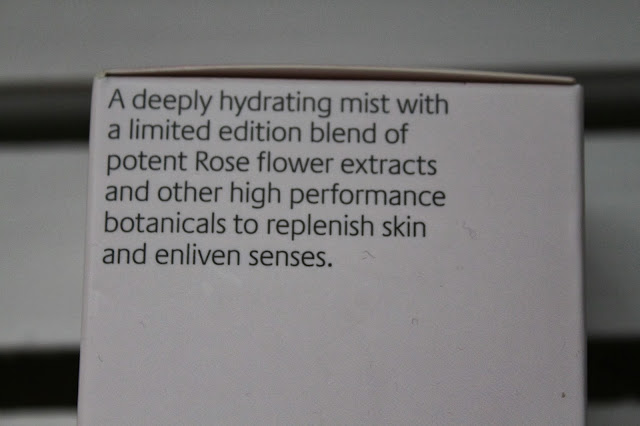 A deeply hydrating mist with
a limited edition blend of
potent Rose flower extracts
and other high performance
botanicals to replenish skin
and enliven senses.